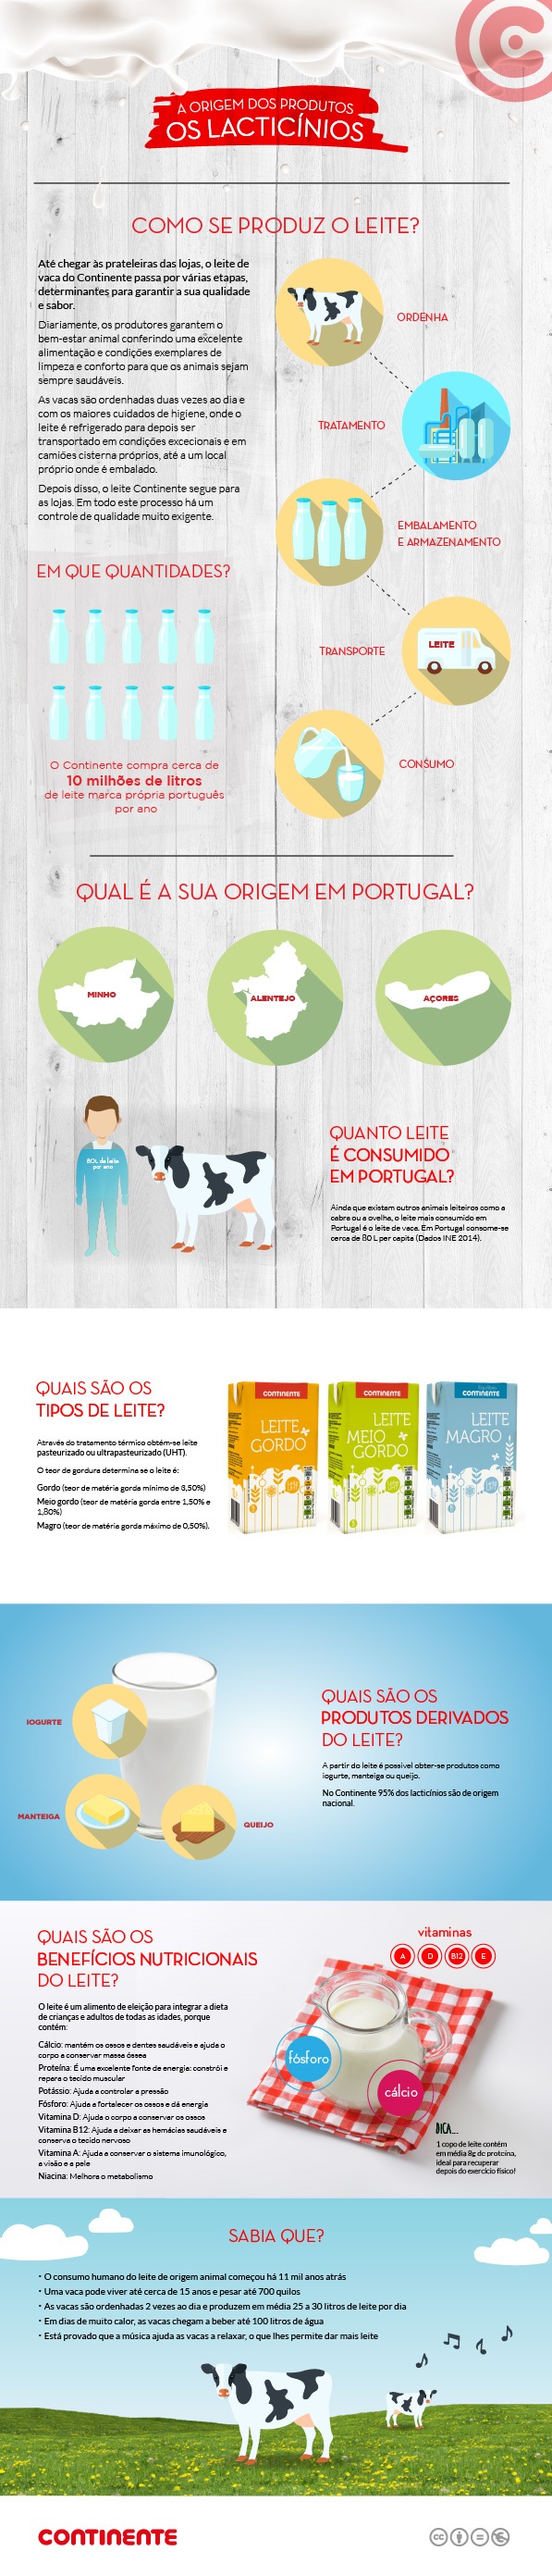 A ORIGEM DOS PRODUTOS
OS LACTICÍNIOS
COMO SE PRODUZ O LEITE?
Até chegar às prateleiras das lojas, o leite de
vaca do Continente passa por várias etapas,
determinantes para garantir a sua qualidade
e sabor.
Diariamente, os produtores garantem o
bem-estar animal conferindo uma excelente
alimentação e condições exemplares de
limpeza e conforto para que os animais sejam
sempre saudáveis.
As vacas são ordenhadas duas vezes ao dia e
com os maiores cuidados de higiene, onde o
leite é refrigerado para depois ser
transportado em condições excecionais e em
camiões cisterna próprios, até a um local
próprio onde é embalado.
Depois disso, o leite Continente segue para
as lojas. Em todo este processo há um
controle de qualidade muito exigente.
ORDENHA
TRATAMENTO
EMBALAMENTO
E ARMAZENAMENTO
TRANSPORTE
LEITE
CONSUMO
EM QUE QUANTIDADES?
O Continente compra cerca de
10 milhões de litros
de leite marca própria português
por ano
QUAL É A SUA ORIGEM EM PORTUGAL?
MINHO
ALENTEJO
AÇORES
80L de leite
por ano
QUANTO LEITE
É CONSUMIDO
EM PORTUGAL?
Ainda que existam outros animais leiteiros como a
cabra ou a ovelha, o leite mais consumido em
Portugal é o leite de vaca. Em Portugal consome-se
cerca de 80 L per capita (Dados INE 2014).
QUAIS SÃO OS
TIPOS DE LEITE?
Através do tratamento térmico obtém-se leite
pasteurizado ou ultrapasteurizado (UHT).
O teor de gordura determina se o leite é:
Gordo (teor de matéria gorda mínimo de 3,50%)
Meio gordo (teor de matéria gorda entre 1,50% e
1,80%)
Magro (teor de matéria gorda máximo de 0,50%).
CONTINENTE
LEITE
GORDO
CONTINENTE
LEITE
MEIO
GORDO
CONTINENTE
LEITE
MAGRO
IOGURTE
MANTEIGA
QUEIJO
QUAIS SÃO OS
PRODUTOS DERIVADOS
DO LEITE?
A partir do leite é possível obter-se produtos como
iogurte, manteiga ou queijo.
No Continente 95% dos lacticínios são de origem
nacional.
QUAIS SÃO OS
BENEFÍCIOS NUTRICIONAIS
DO LEITE?
O leite é um alimento de eleição para integrar a dieta
de crianças e adultos de todas as idades, porque
contém:
Cálcio: mantém os ossos e dentes saudáveis e ajuda o
corpo a conservar massa óssea
Proteína: É uma excelente fonte de energia: constrói e
repara o tecido muscular
Potássio: Ajuda a controlar a pressão
Fósforo: Ajuda a fortalecer os ossos e dá energia
Vitamina D: Ajuda o corpo a conservar os ossos
Vitamina B12: Ajuda a deixar as hemácias saudáveis e
conserva o tecido nervoso
Vitamina A: Ajuda a conservar o sistema imunológico,
a visão e a pele
Niacina: Melhora o metabolismo
vitaminas
A D B12 E
fósforo
cálcio
DICA...
1 copo de leite contém
em média 8g de proteína,
ideal para recuperar
depois do exercício físico!
SABIA QUE?
• O consumo humano do leite de origem animal começou há 11 mil anos atrás
• Uma vaca pode viver até cerca de 15 anos e pesar até 700 quilos
• As vacas são ordenhadas 2 vezes ao dia e produzem em média 25 a 30 litros de leite por dia
• Em dias de muito calor, as vacas chegam a beber até 100 litros de água
• Está provado que a música ajuda as vacas a relaxar, o que lhes permite dar mais leite
CONTINENTE
cc